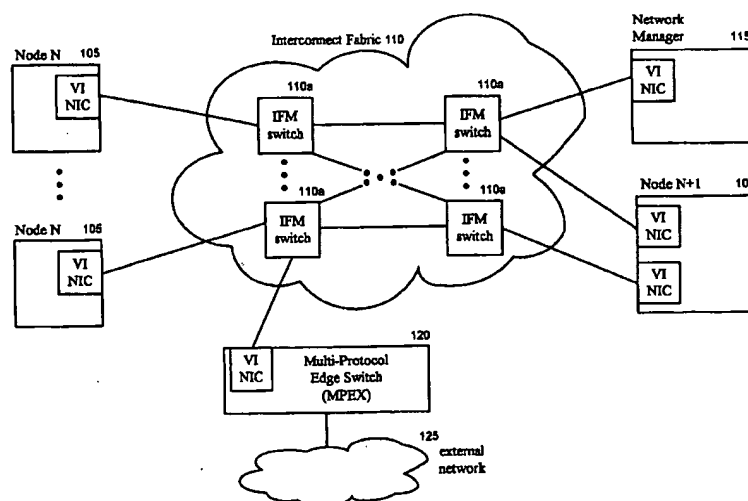 Node N 105
VI
NIC
Interconnect Fabric 110
110a
IFM
switch
110a
IFM
switch
Network
Manager 115
VI
NIC
Node N 106
VI
NIC
110a
IFM
switch
110a
IFM
switch
Node N+1 10
VI
NIC
VI
NIC
120
VI
NIC
Multi-Protocol
Edge Switch
(MPEX)
125
external
network